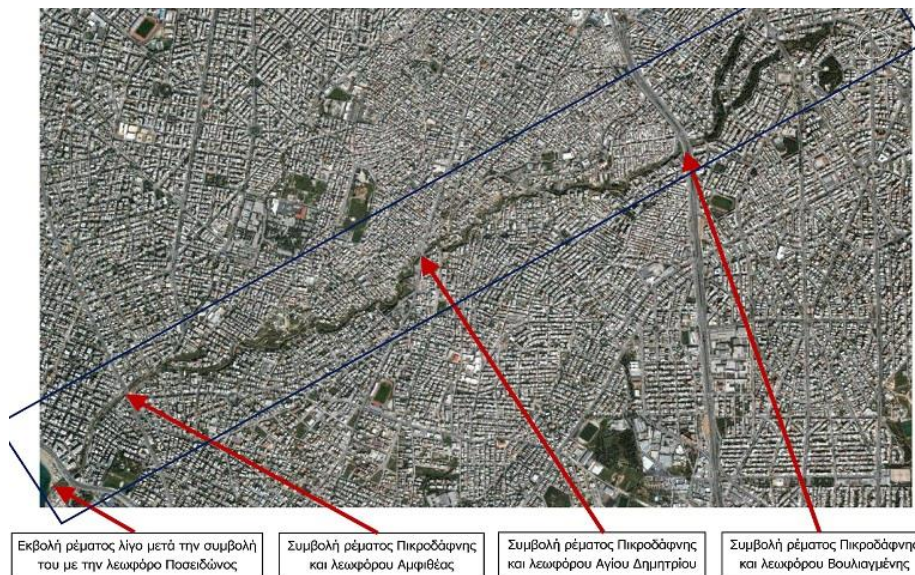 Εκβολή ρέματος λίγο μετά την συμβολή
του με την λεωφόρο Ποσειδώνος
Συμβολή ρέματος Πικροδάφνης
και λεωφόρου Αμφιθέας
Συμβολή ρέματος Πικροδάφνης
και λεωφόρου Αγίου Δημητρίου
Συμβολή ρέματος Πικροδάφνης
και λεωφόρου Βουλιαγμένης